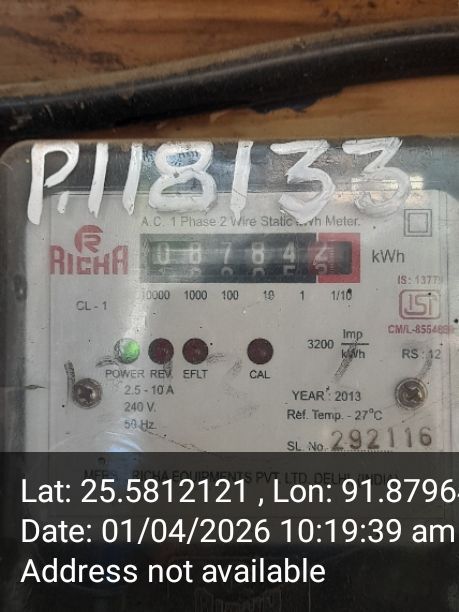 P.118133
A.C. 1 Phase 2 Wire Static kWh Meter.
RICHA
087842 kWh
10000 1000 100 10 1 1/10
IS : 13779
ISI
CM/L-8554
CL - 1
3200 Imp/kWh
RS : 12
POWER REV. EFLT CAL
2.5 - 10 A
240 V.
50 Hz.
YEAR : 2013
Ref. Temp. - 27°C
SL. No. 292116
RICHA EQUIPMENTS PVT. LTD. DELHI (INDIA)
Lat: 25.5812121 , Lon: 91.8796
Date: 01/04/2026 10:19:39 am
Address not available